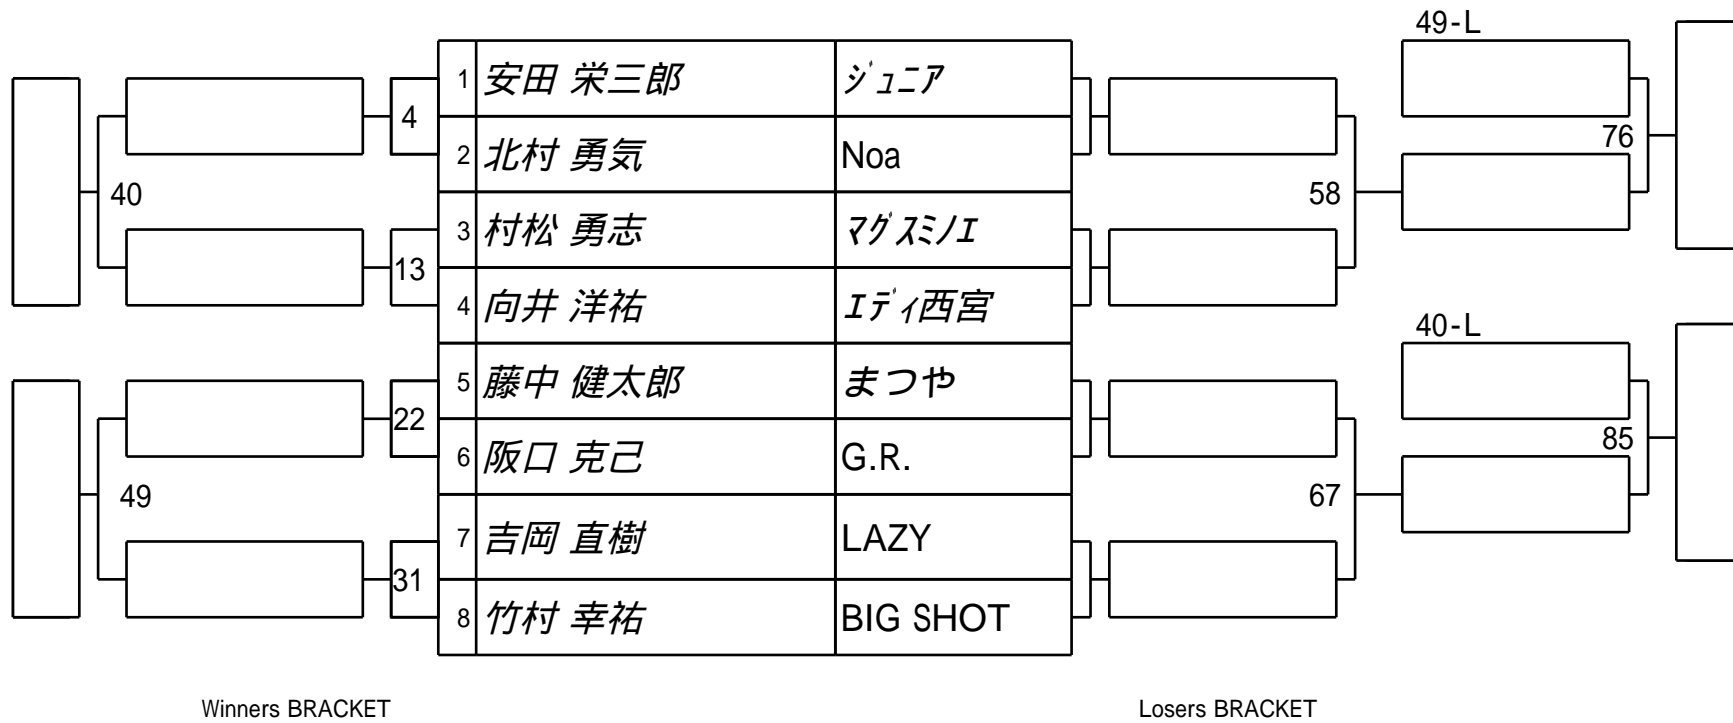 49-L
1 安田 栄三郎 ジュニア
4
2 北村 勇気 Noa
76
40
58
3 村松 勇志 マグスミノエ
13
4 向井 洋祐 エディ西宮
40-L
5 藤中 健太郎 まつや
22
6 阪口 克己 G.R.
85
49
67
7 吉岡 直樹 LAZY
31
8 竹村 幸祐 BIG SHOT
Winners BRACKET
Losers BRACKET